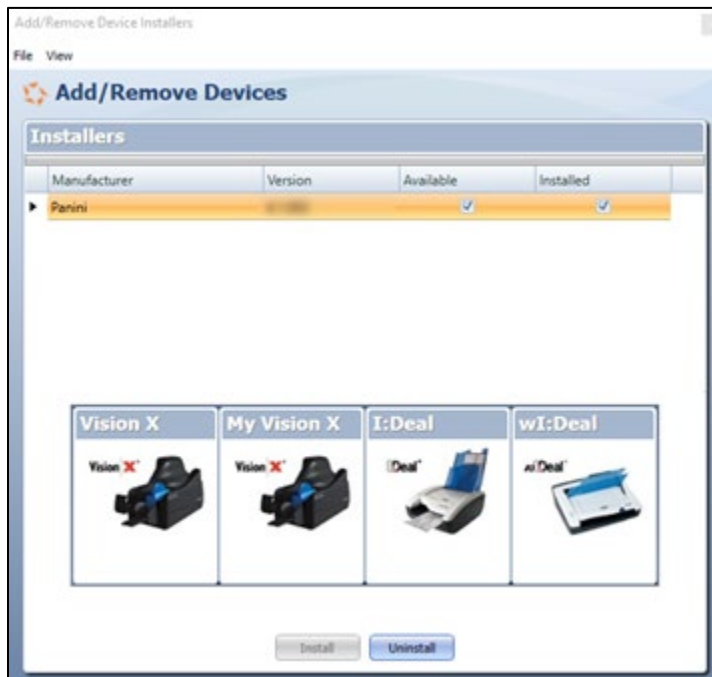 Add/Remove Device Installers
File View
Add/Remove Devices
Installers
Manufacturer Version Available Installed
Panini
Vision X My Vision X I:Deal wI:Deal
Vision X Vision X I:Deal wI:Deal
Install Uninstall